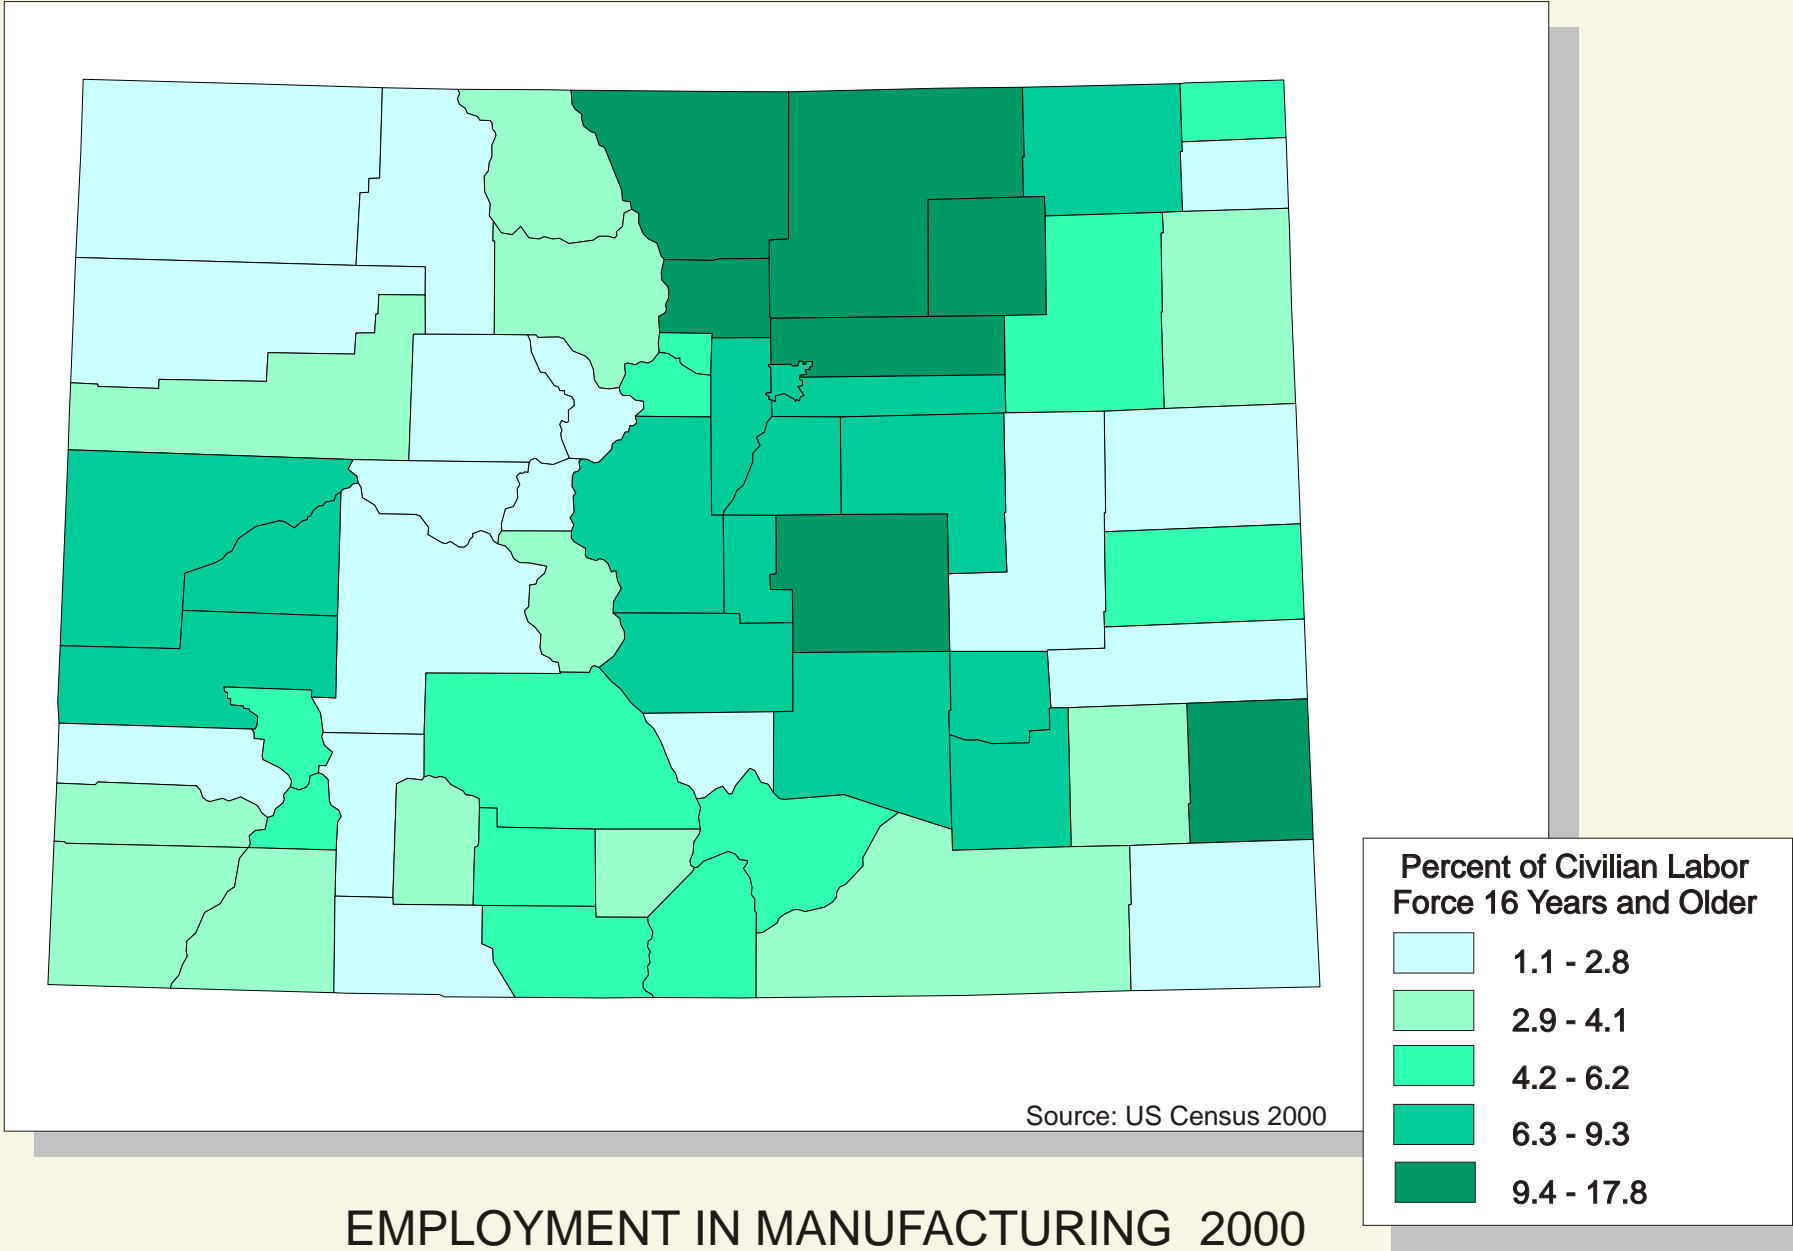 Percent of Civilian Labor
Force 16 Years and Older
1.1 - 2.8
2.9 - 4.1
4.2 - 6.2
6.3 - 9.3
9.4 - 17.8
Source: US Census 2000
EMPLOYMENT IN MANUFACTURING 2000